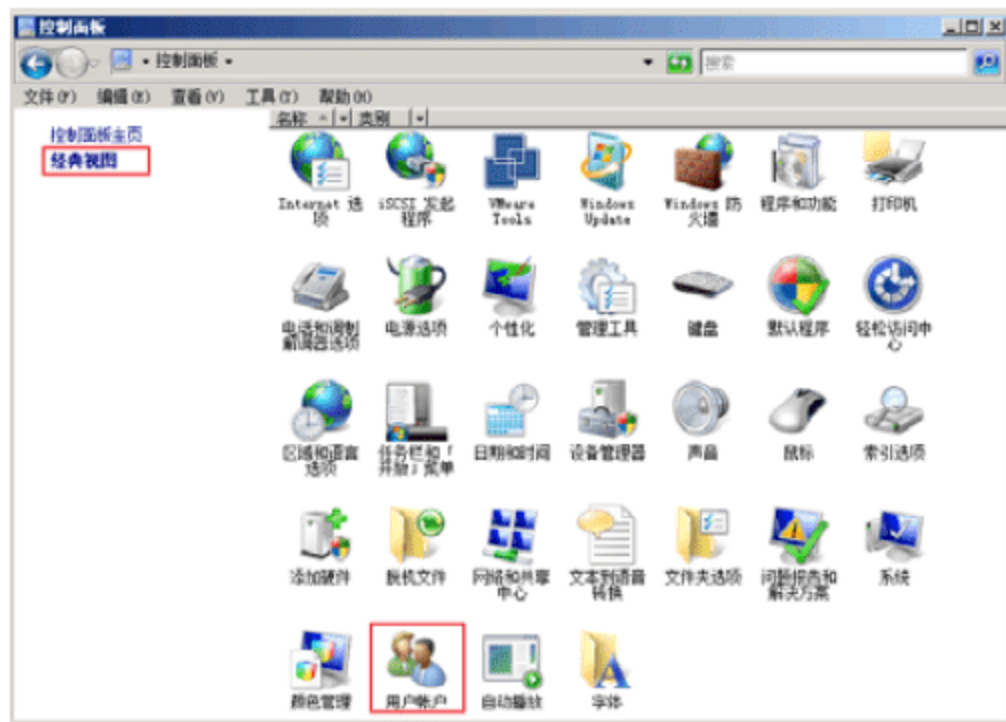 控制面板
控制面板
搜索
文件(F) 编辑(E) 查看(V) 工具(T) 帮助(H)
名称 类别
控制面板主页
经典视图
Internet 选
项
iSCSI 发起
程序
VMware
Tools
Windows
Update
Windows 防
火墙
程序和功能
打印机
电话和调制
解调器选项
电源选项
个性化
管理工具
键盘
默认程序
轻松访问中
心
区域和语言
选项
任务栏和「
开始」菜单
日期和时间
设备管理器
声音
鼠标
索引选项
添加硬件
脱机文件
网络和共享
中心
文本到语音
转换
文件夹选项
问题报告和
解决方案
系统
颜色管理
用户帐户
自动播放
字体